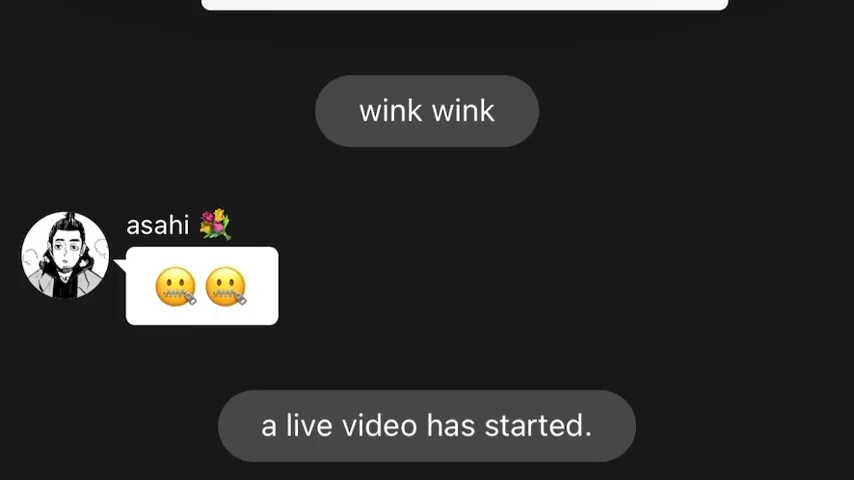 wink wink
asahi 💐
🤐🤐
a live video has started.